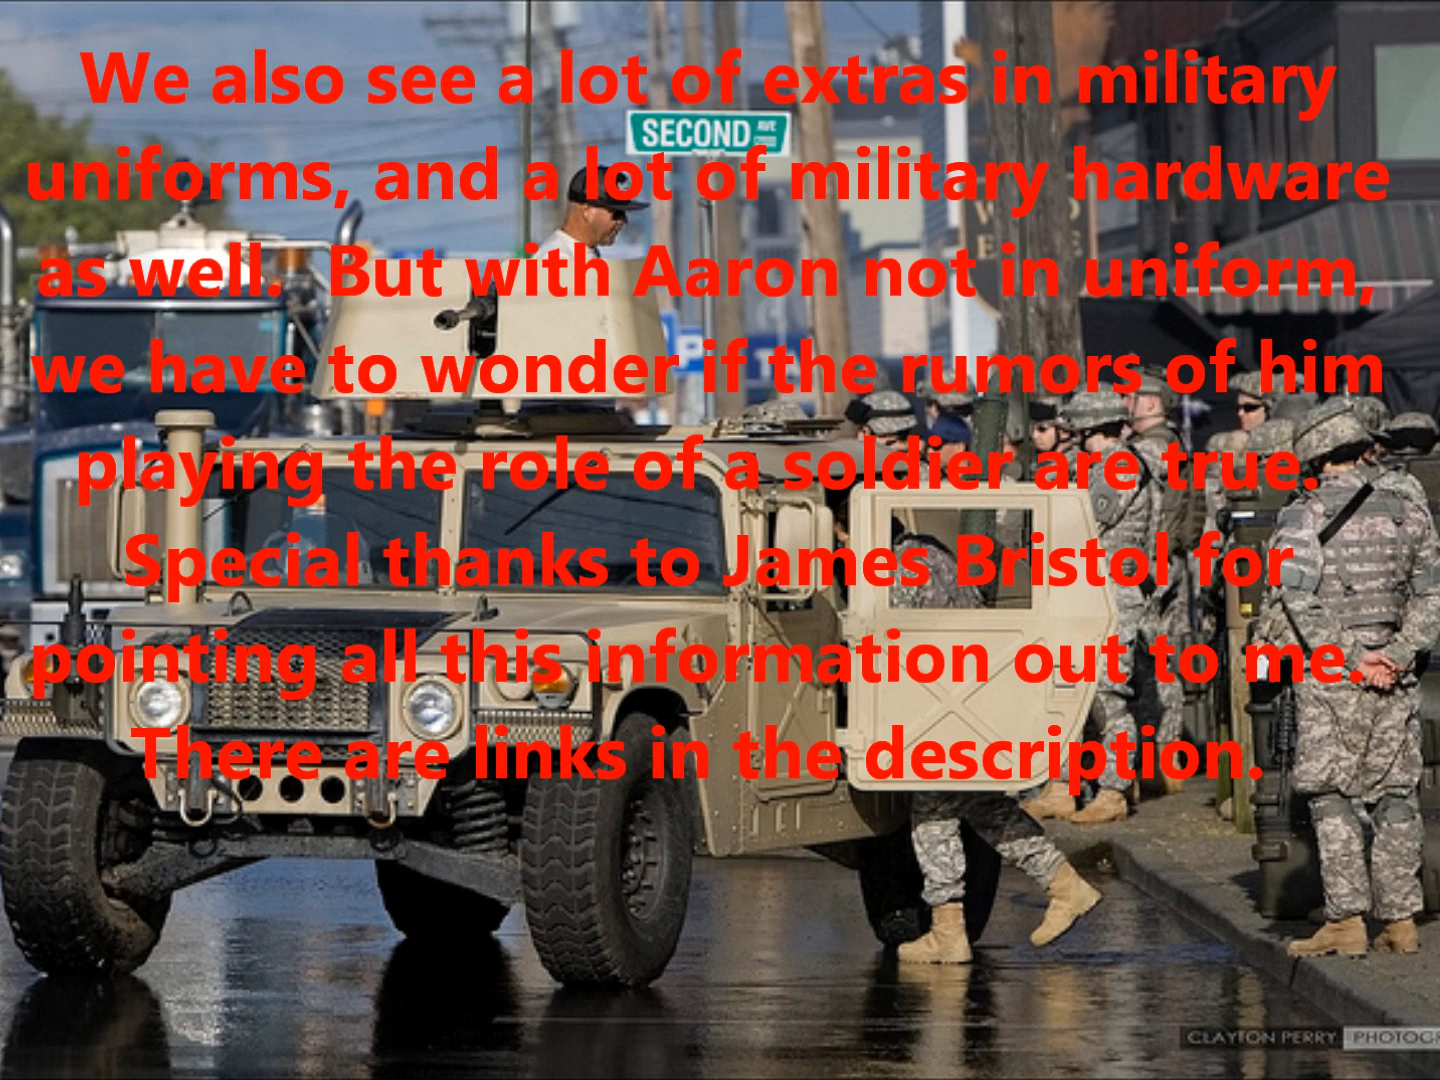 We also see a lot of extras in military
SECOND AVE
uniforms, and a lot of military hardware
as well.  But with Aaron not in uniform,
we have to wonder if the rumors of him
playing the role of a soldier are true.
Special thanks to James Bristol for
pointing all this information out to me.
There are links in the description.
CLAYTON PERRY PHOTOG